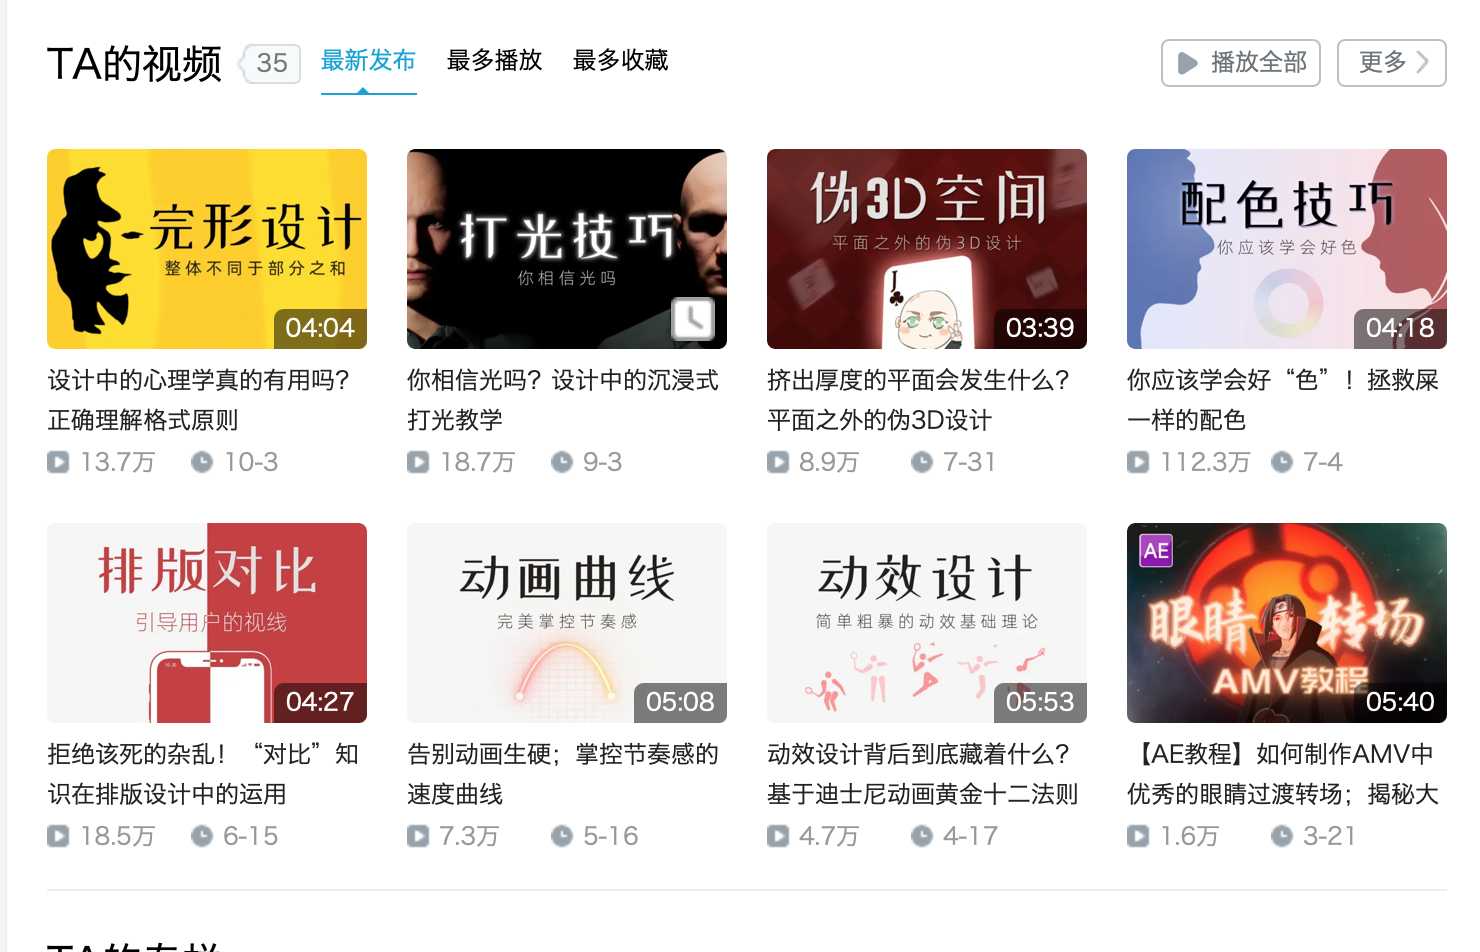 TA的视频 35 最新发布 最多播放 最多收藏 播放全部 更多
完形设计
整体不同于部分之和
04:04
打光技巧
你相信光吗
伪3D空间
平面之外的伪3D设计
J
03:39
配色技巧
你应该学会好色
04:18
设计中的心理学真的有用吗？
正确理解格式原则
13.7万 10-3
你相信光吗？设计中的沉浸式
打光教学
18.7万 9-3
挤出厚度的平面会发生什么？
平面之外的伪3D设计
8.9万 7-31
你应该学会好“色”！拯救屎
一样的配色
112.3万 7-4
排版对比
引导用户的视线
10:30
04:27
动画曲线
完美掌控节奏感
05:08
动效设计
简单粗暴的动效基础理论
05:53
AE
眼睛转场
AMV教程
05:40
拒绝该死的杂乱！“对比”知
识在排版设计中的运用
18.5万 6-15
告别动画生硬；掌控节奏感的
速度曲线
7.3万 5-16
动效设计背后到底藏着什么？
基于迪士尼动画黄金十二法则
4.7万 4-17
【AE教程】如何制作AMV中
优秀的眼睛过渡转场；揭秘大
1.6万 3-21
TA的专栏